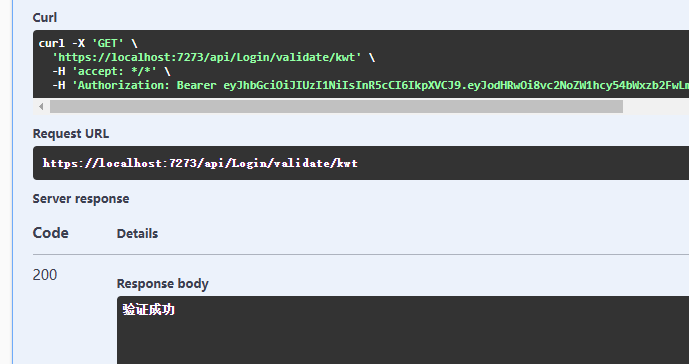 Curl
curl -X 'GET' \
'https://localhost:7273/api/Login/validate/kwt' \
-H 'accept: */*' \
-H 'Authorization: Bearer eyJhbGciOiJIUzI1NiIsInR5cCI6IkpXVCJ9.eyJodHRwOi8vc2NoZW1hcy54bWxzb2FwLm
Request URL
https://localhost:7273/api/Login/validate/kwt
Server response
Code Details
200
Response body
验证成功